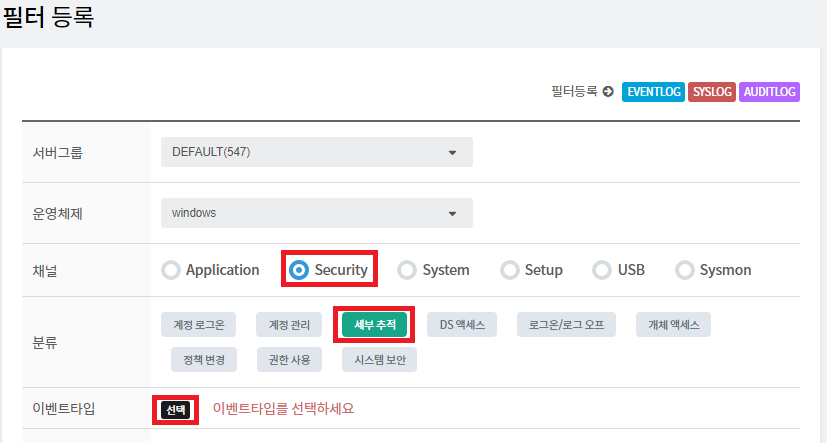 필터 등록
필터등록 EVENTLOG SYSLOG AUDITLOG
서버그룹 DEFAULT(547)
운영체제 windows
채널 Application Security System Setup USB Sysmon
분류 계정 로그온 계정 관리 세부 추적 DS 액세스 로그온/로그 오프 개체 액세스
정책 변경 권한 사용 시스템 보안
이벤트타입 선택 이벤트타입를 선택하세요